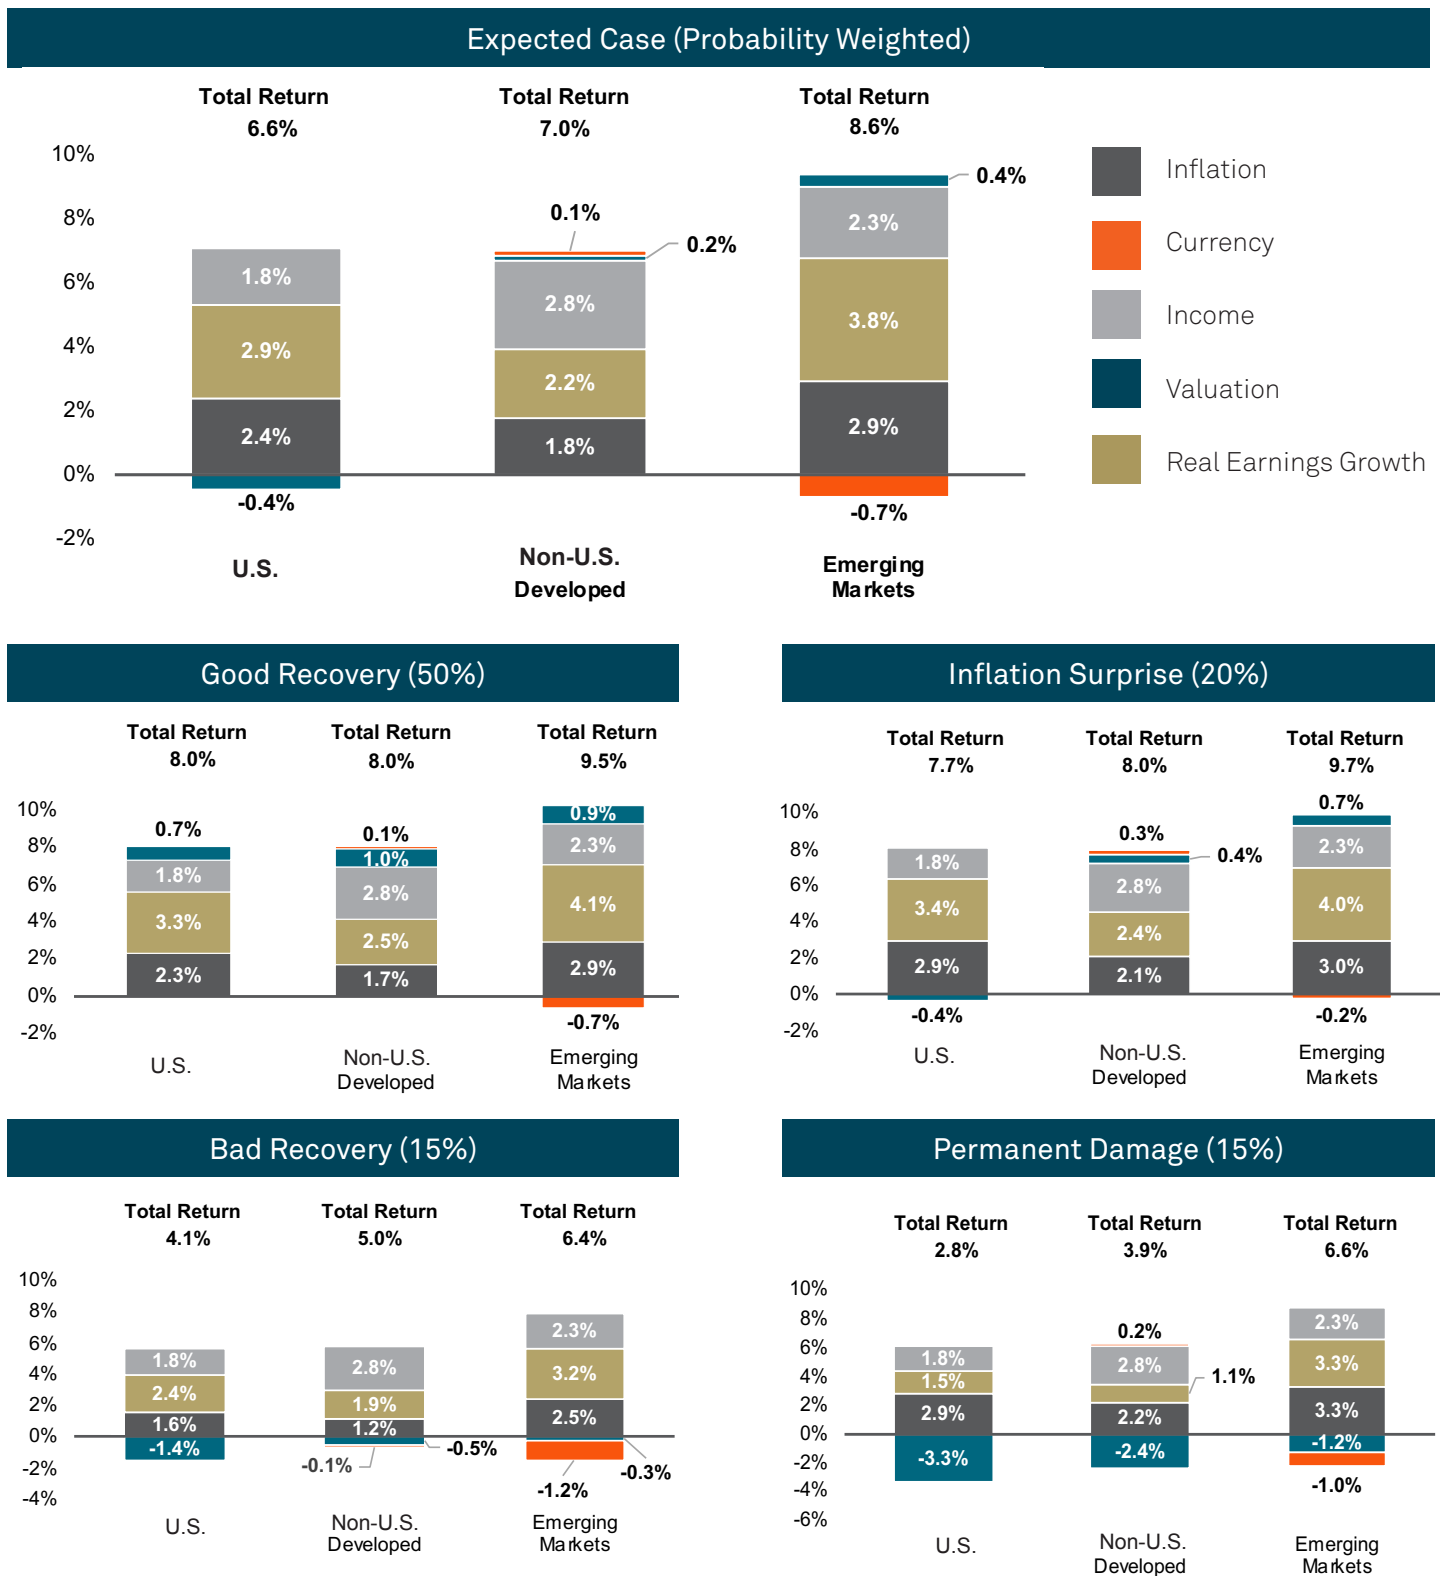 Expected Case (Probability Weighted)
Total Return
6.6%
Total Return
7.0%
Total Return
8.6%
10%
8%
6%
4%
2%
0%
-2%
1.8%
2.9%
2.4%
-0.4%
0.1%
0.2%
2.8%
2.2%
1.8%
0.4%
2.3%
3.8%
2.9%
-0.7%
U.S.
Non-U.S.
Developed
Emerging
Markets
Inflation
Currency
Income
Valuation
Real Earnings Growth
Good Recovery (50%)
Total Return
8.0%
Total Return
8.0%
Total Return
9.5%
10%
8%
6%
4%
2%
0%
-2%
0.7%
1.8%
3.3%
2.3%
0.1%
1.0%
2.8%
2.5%
1.7%
0.9%
2.3%
4.1%
2.9%
-0.7%
U.S.
Non-U.S.
Developed
Emerging
Markets
Inflation Surprise (20%)
Total Return
7.7%
Total Return
8.0%
Total Return
9.7%
10%
8%
6%
4%
2%
0%
-2%
1.8%
3.4%
2.9%
-0.4%
0.3%
0.4%
2.8%
2.4%
2.1%
0.7%
2.3%
4.0%
3.0%
-0.2%
U.S.
Non-U.S.
Developed
Emerging
Markets
Bad Recovery (15%)
Total Return
4.1%
Total Return
5.0%
Total Return
6.4%
10%
8%
6%
4%
2%
0%
-2%
-4%
1.8%
2.4%
1.6%
-1.4%
2.8%
1.9%
1.2%
-0.5%
-0.1%
2.3%
3.2%
2.5%
-0.3%
-1.2%
U.S.
Non-U.S.
Developed
Emerging
Markets
Permanent Damage (15%)
Total Return
2.8%
Total Return
3.9%
Total Return
6.6%
10%
8%
6%
4%
2%
0%
-2%
-4%
-6%
1.8%
1.5%
2.9%
-3.3%
0.2%
2.8%
1.1%
2.2%
-2.4%
2.3%
3.3%
3.3%
-1.2%
-1.0%
U.S.
Non-U.S.
Developed
Emerging
Markets